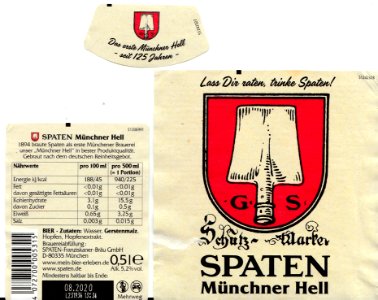 Das erste Münchner Hell
- seit 125 Jahren -
Lass Dir raten, trinke Spaten!
G S
Schutz-Marke
SPATEN
Münchner Hell
SPATEN Münchner Hell
1894 braute Spaten als erste Münchner Brauerei
unser „Münchner Hell" in bester Produktqualität.
Gebraut nach dem deutschen Reinheitsgebot.
Nährwerte pro 100 ml pro 500 ml
(= 1 Portion)
Energie kJ/kcal 188/45 940/225
Fett <0,01g <0,01g
davon gesättigte Fettsäuren <0,01g <0,01g
Kohlenhydrate 3,1g 15,5g
davon Zucker 0,1g 0,5g
Eiweiß 0,65g 3,25g
Salz 0,003g 0,015g
BIER - Zutaten: Wasser, Gerstenmalz,
Hopfen, Hopfenextrakt.
Brauereiabfüllung:
SPATEN-Franziskaner-Bräu GmbH
D-80335 München
www.mein-bier-erleben.de
www.spaten.de
0,5l e
Alc. 5,2% vol.
Mindestens haltbar bis Ende:
08.2020
Mehrweg